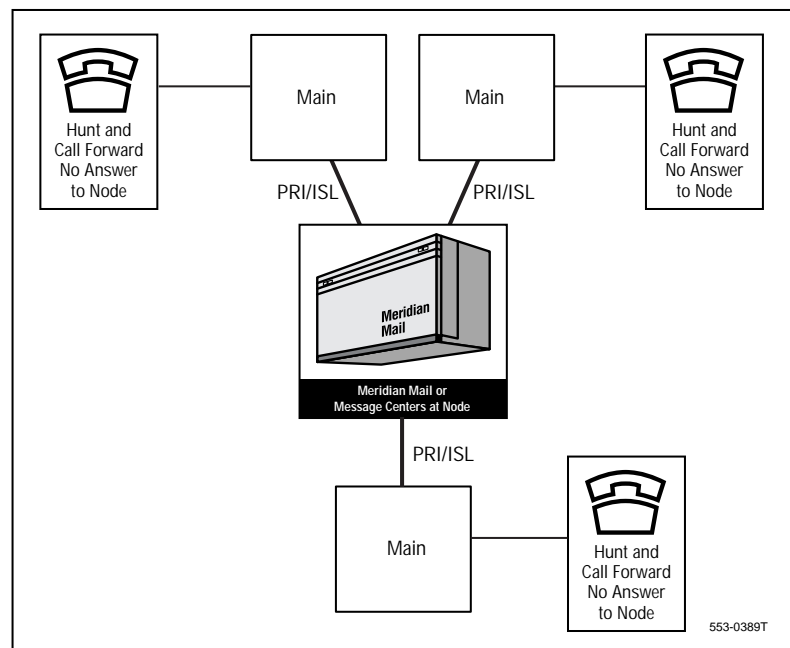 Hunt and
Call Forward
No Answer
to Node
Main
Main
Hunt and
Call Forward
No Answer
to Node
PRI/ISL
PRI/ISL
Meridian
Mail
Meridian Mail or
Message Centers at Node
PRI/ISL
Main
Hunt and
Call Forward
No Answer
to Node
553-0389T